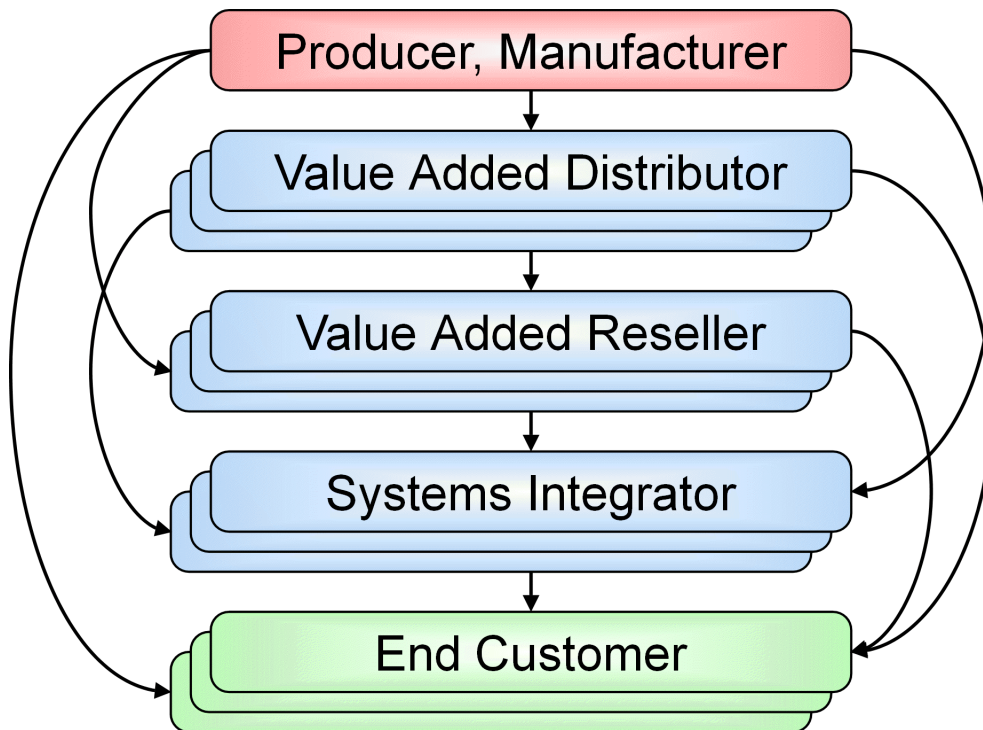 Producer, Manufacturer
Value Added Distributor
Value Added Reseller
Systems Integrator
End Customer